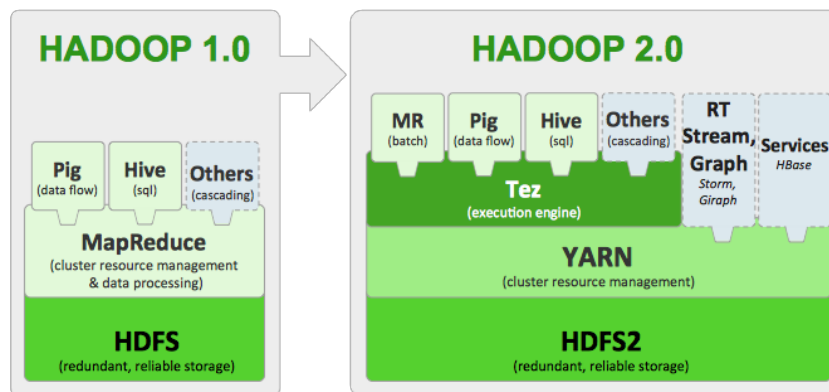 HADOOP 1.0
Pig
(data flow)
Hive
(sql)
Others
(cascading)
MapReduce
(cluster resource management
& data processing)
HDFS
(redundant, reliable storage)
HADOOP 2.0
MR
(batch)
Pig
(data flow)
Hive
(sql)
Others
(cascading)
RT
Stream,
Graph
Storm,
Giraph
Services
HBase
Tez
(execution engine)
YARN
(cluster resource management)
HDFS2
(redundant, reliable storage)